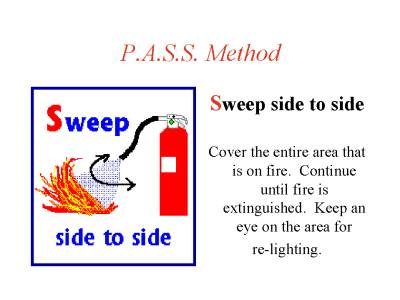 P.A.S.S. Method
Sweep
side to side
Sweep side to side
Cover the entire area that
is on fire.  Continue
until fire is
extinguished.  Keep an
eye on the area for
re-lighting.